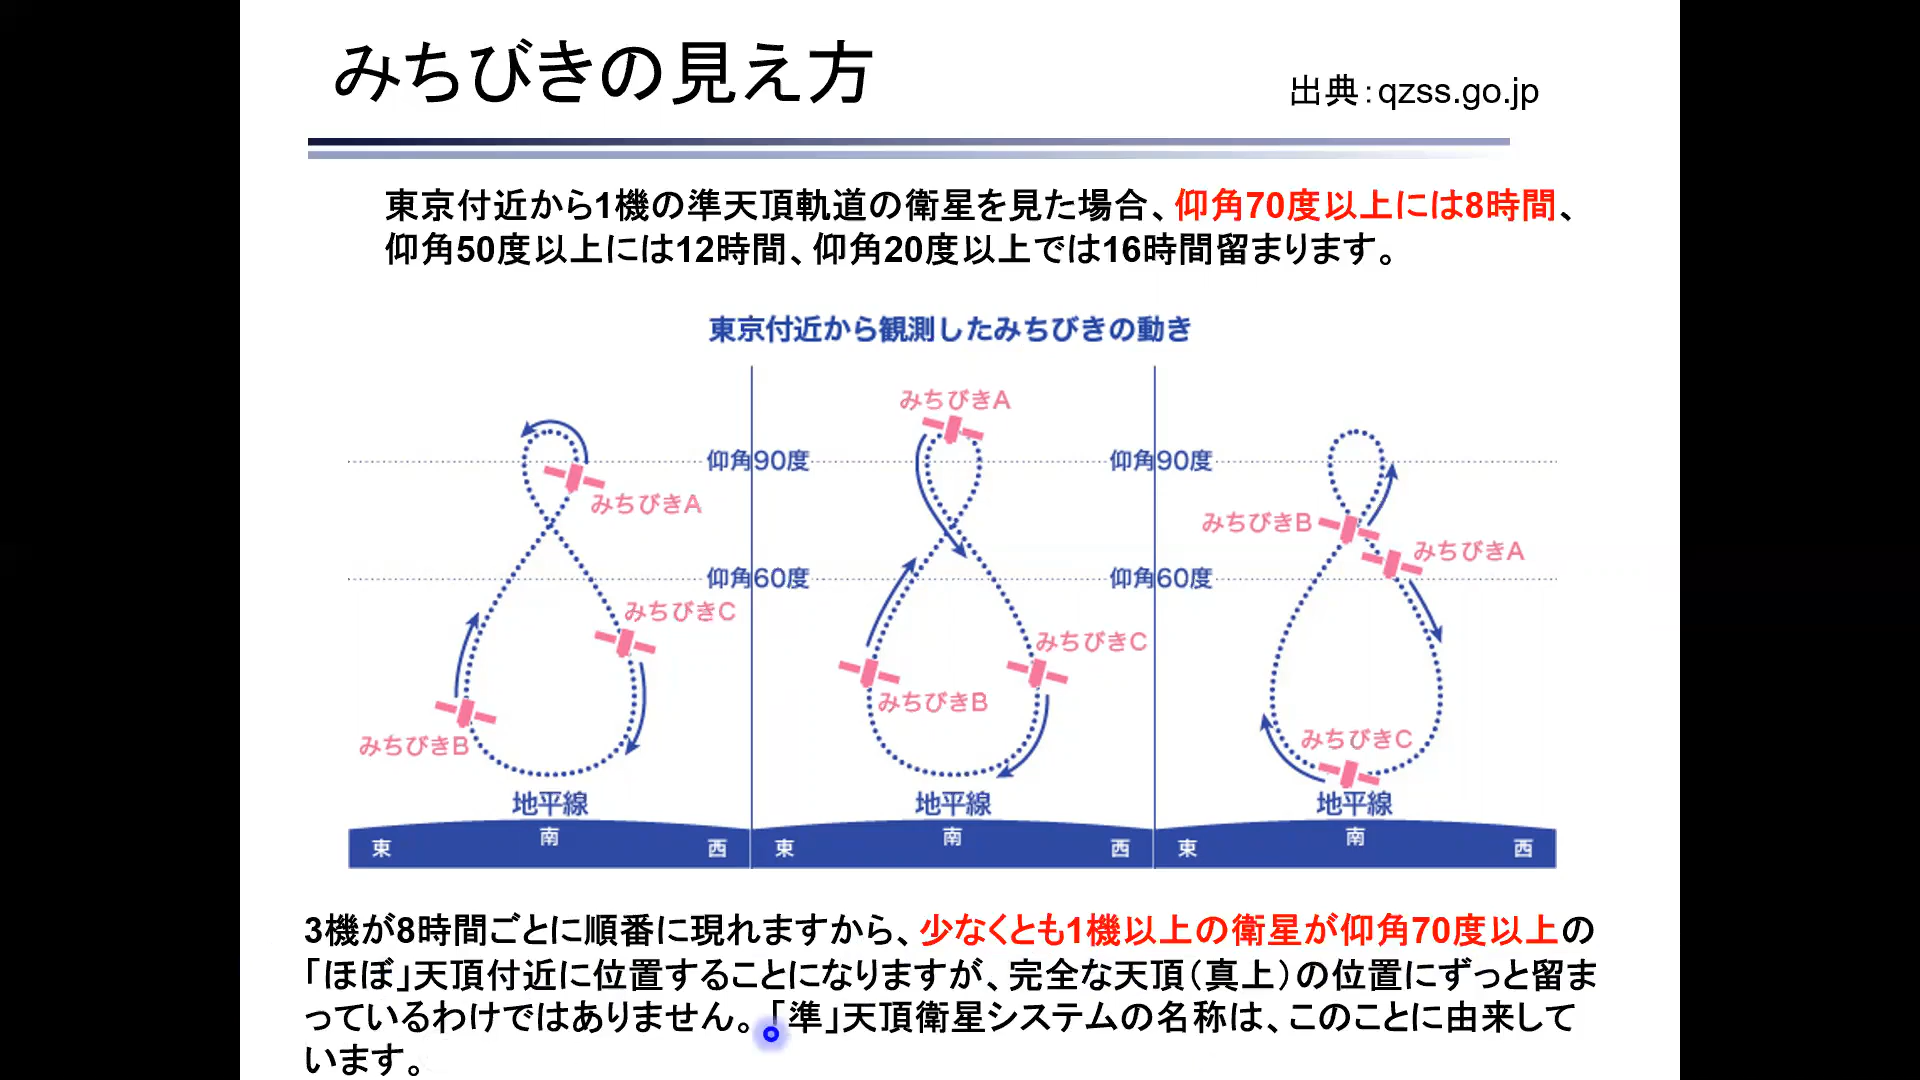 みちびきの見え方
出典：qzss.go.jp
東京付近から1機の準天頂軌道の衛星を見た場合、仰角70度以上には8時間、
仰角50度以上には12時間、仰角20度以上では16時間留まります。
東京付近から観測したみちびきの動き
みちびきA
仰角90度
仰角90度
みちびきA
みちびきB
みちびきA
仰角60度
仰角60度
みちびきC
みちびきC
みちびきB
みちびきB
みちびきC
地平線
地平線
地平線
東
南
西
東
南
西
東
南
西
3機が8時間ごとに順番に現れますから、少なくとも1機以上の衛星が仰角70度以上の
「ほぼ」天頂付近に位置することになりますが、完全な天頂（真上）の位置にずっと留ま
っているわけではありません。「準」天頂衛星システムの名称は、このことに由来して
います。